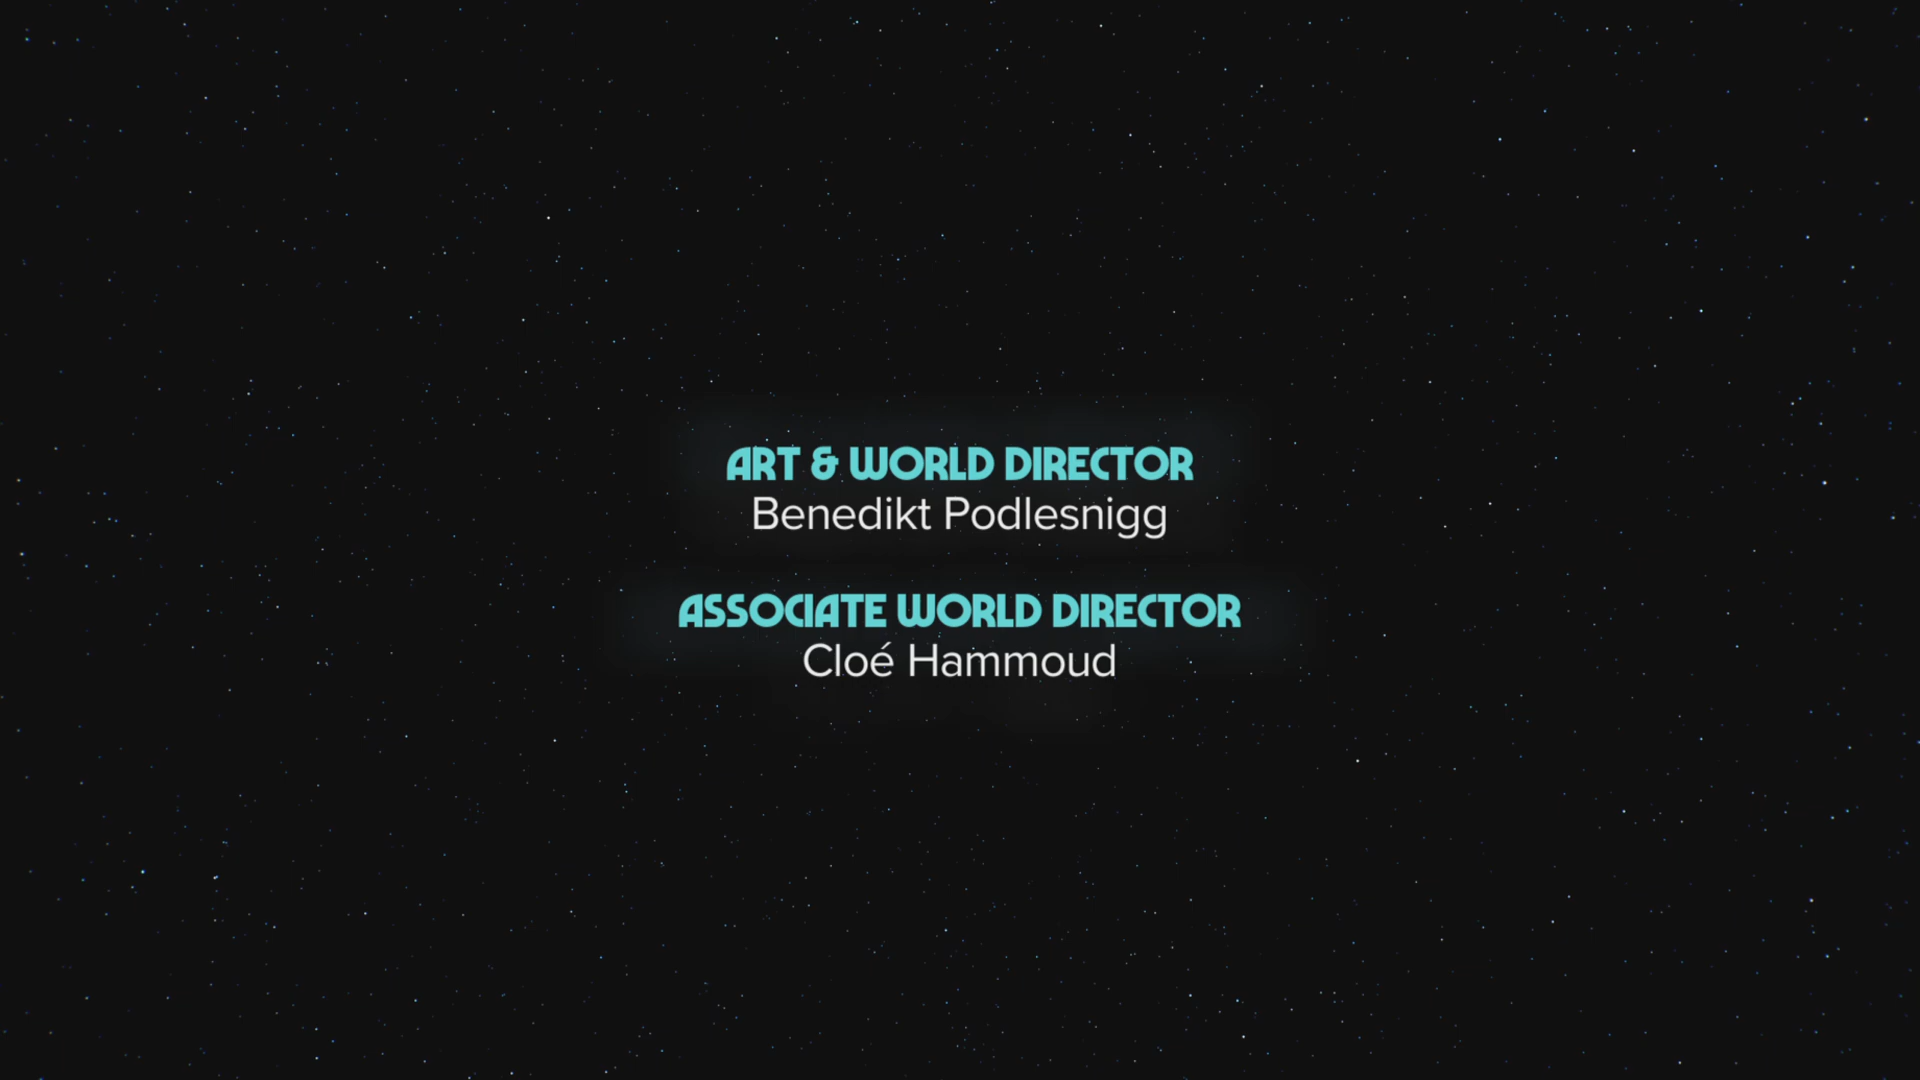 ART & WORLD DIRECTOR
Benedikt Podlesnigg
ASSOCIATE WORLD DIRECTOR
Cloé Hammoud